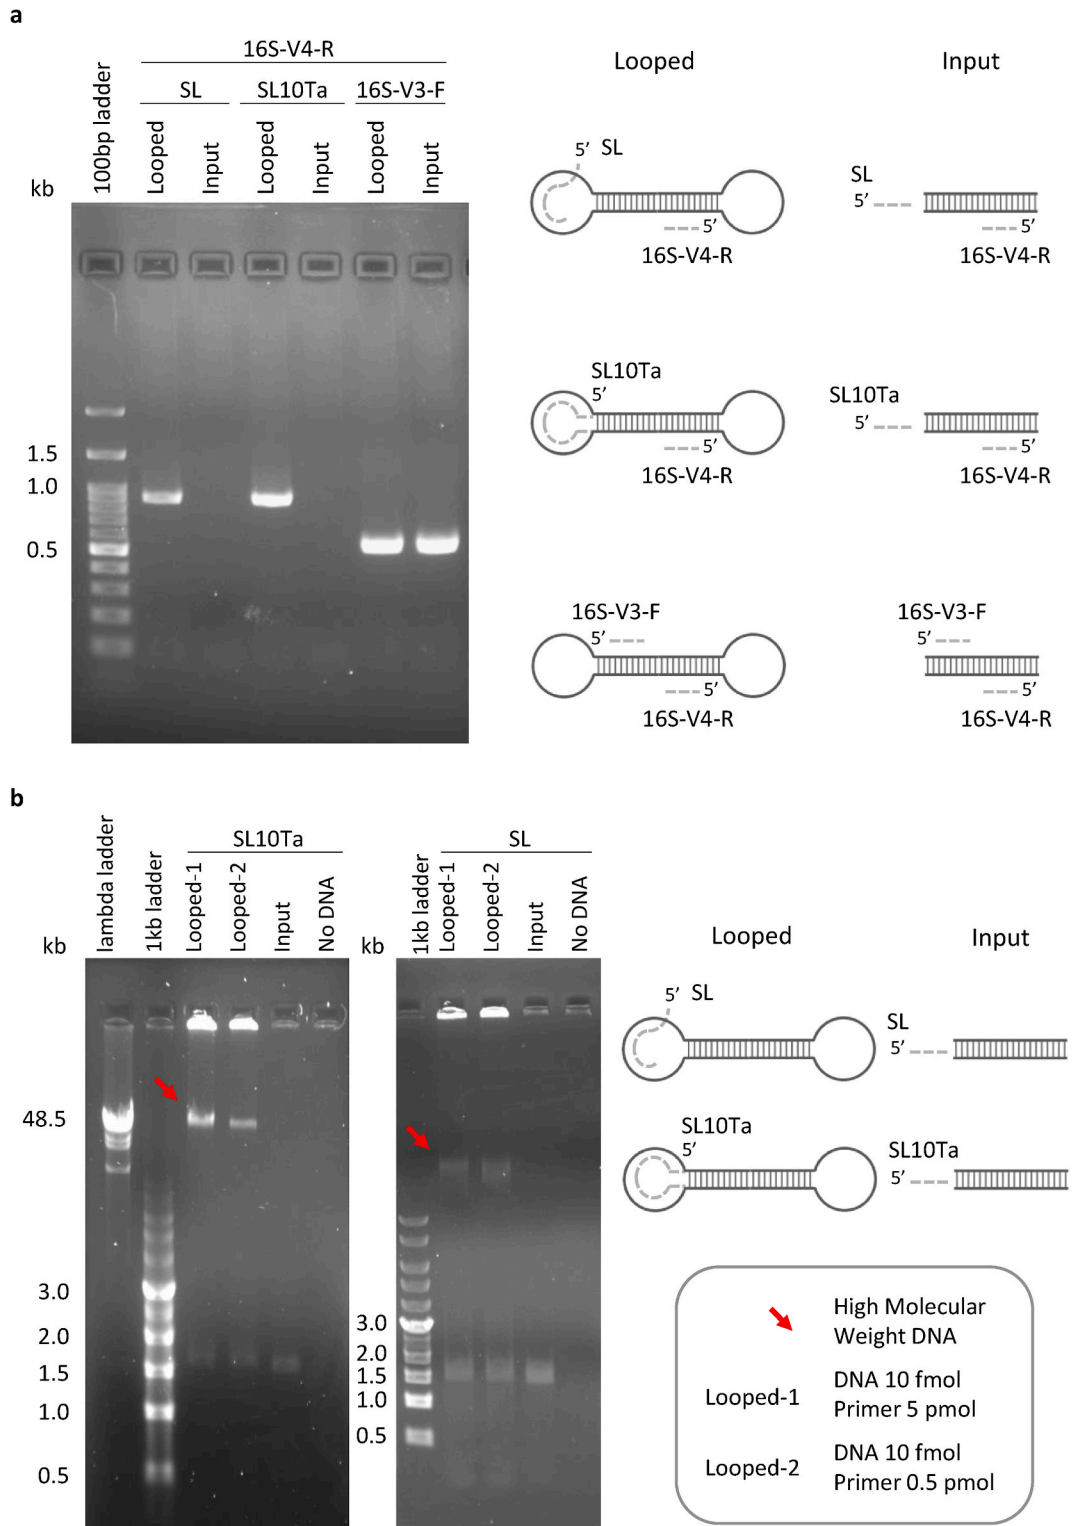 a
16S-V4-R
SL SL10Ta 16S-V3-F
100bp ladder
Looped
Input
Looped
Input
Looped
Input
kb
1.5
1.0
0.5
Looped Input
5’ SL
16S-V4-R
5’
SL
5’
5’
16S-V4-R
SL10Ta
5’
5’
16S-V4-R
SL10Ta
5’
5’
16S-V4-R
16S-V3-F
5’
5’
16S-V4-R
16S-V3-F
5’
5’
16S-V4-R
b
SL10Ta
lambda ladder
1kb ladder
Looped-1
Looped-2
Input
No DNA
kb
48.5
3.0
2.0
1.5
1.0
0.5
SL
1kb ladder
Looped-1
Looped-2
Input
No DNA
kb
3.0
2.0
1.5
1.0
0.5
Looped Input
5’ SL
SL
5’
SL10Ta
5’
SL10Ta
5’
High Molecular
Weight DNA
Looped-1
DNA 10 fmol
Primer 5 pmol
Looped-2
DNA 10 fmol
Primer 0.5 pmol